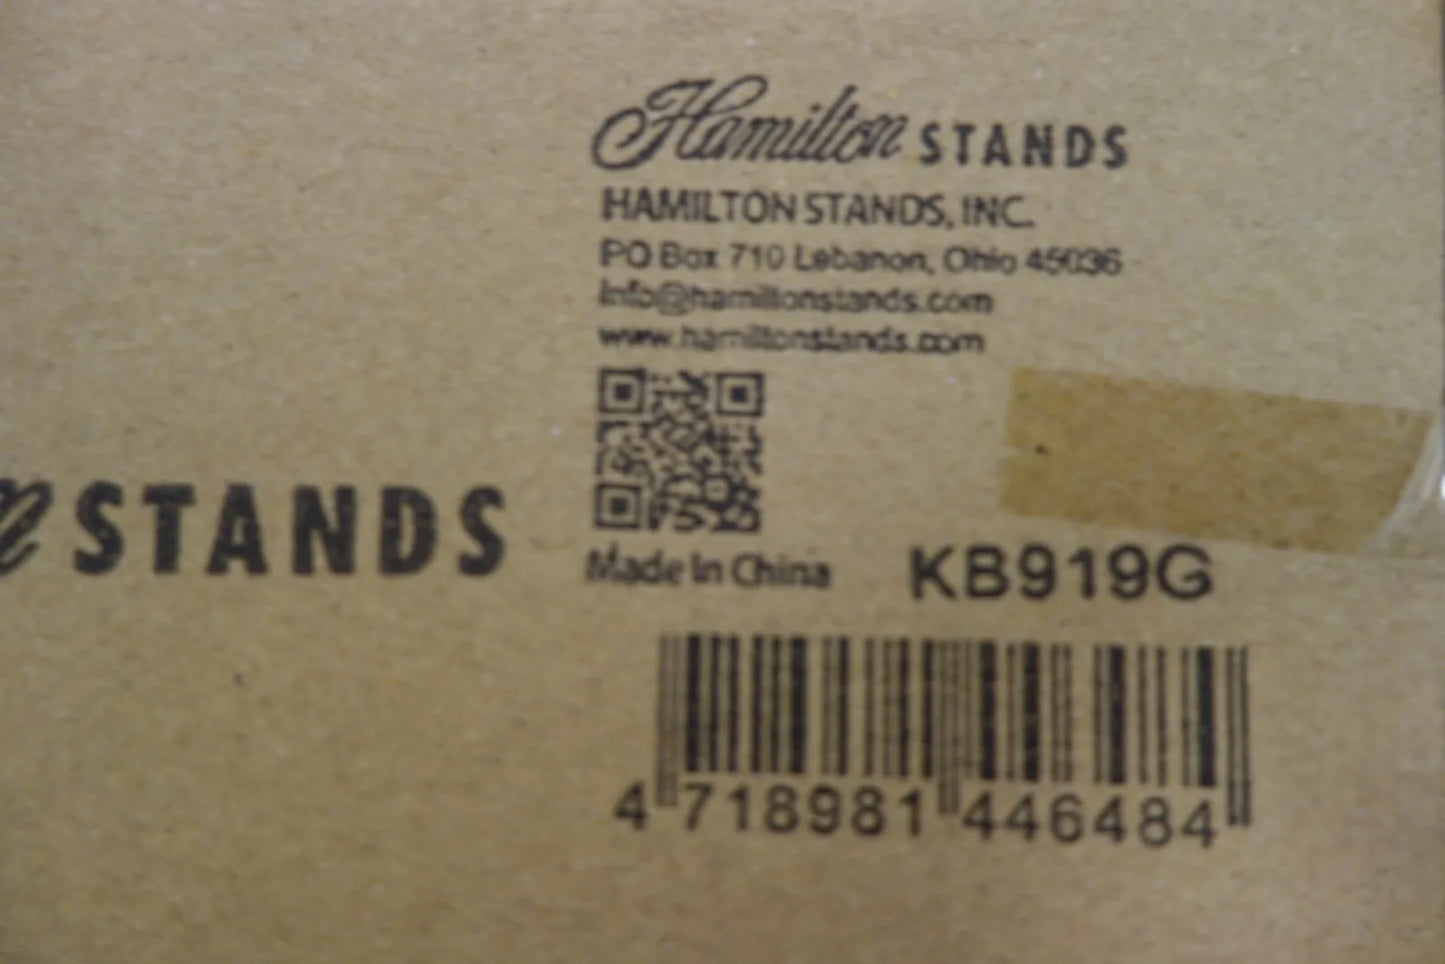 Hamilton STANDS
HAMILTON STANDS, INC.
PO Box 710 Lebanon, Ohio 45036
info@hamiltonstands.com
www.hamiltonstands.com
STANDS
Made In China
KB919G
4 718981 446484